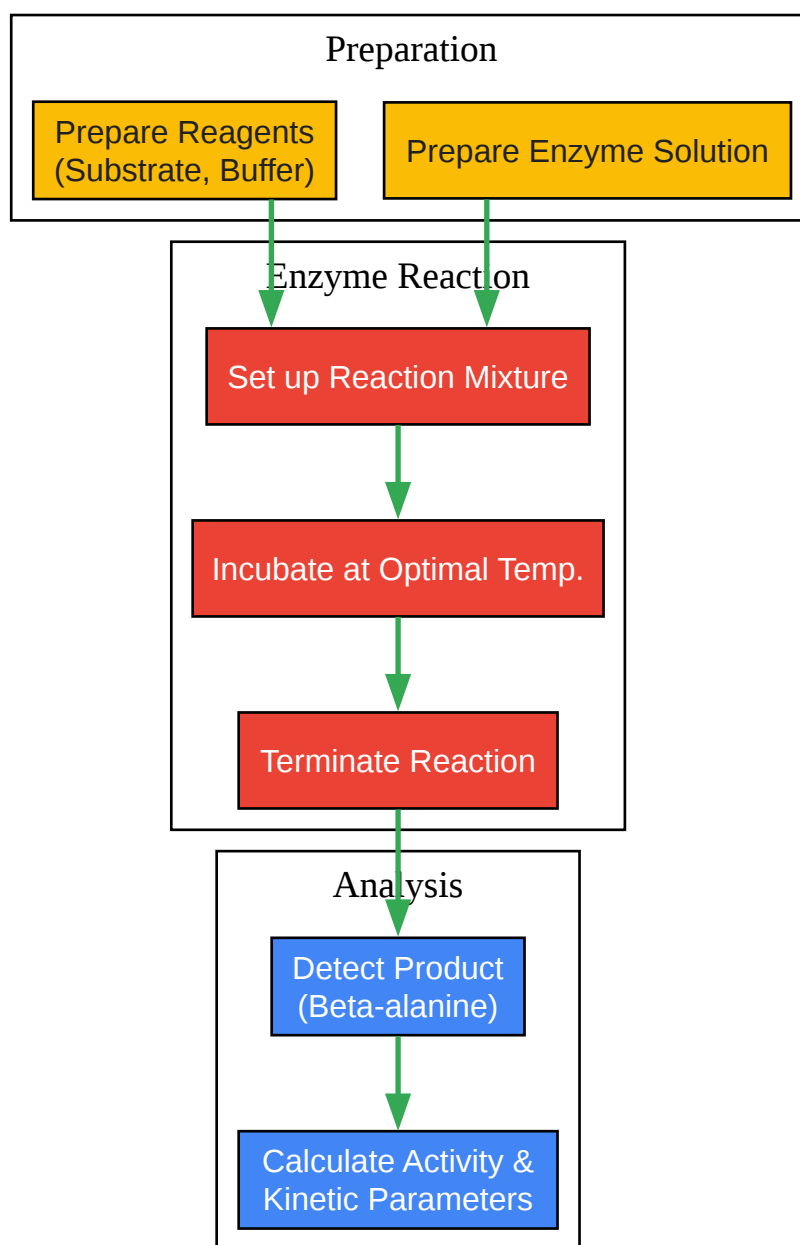 Preparation
Prepare Reagents
(Substrate, Buffer)
Prepare Enzyme Solution
Enzyme Reaction
Set up Reaction Mixture
Incubate at Optimal Temp.
Terminate Reaction
Analysis
Detect Product
(Beta-alanine)
Calculate Activity &
Kinetic Parameters